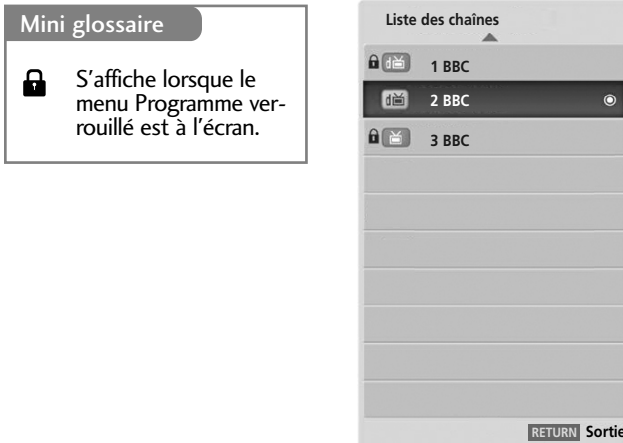 Mini glossaire
S’affiche lorsque le
menu Programme ver-
rouillé est à l’écran.
Liste des chaînes
1 BBC
2 BBC
3 BBC
RETURN Sortie